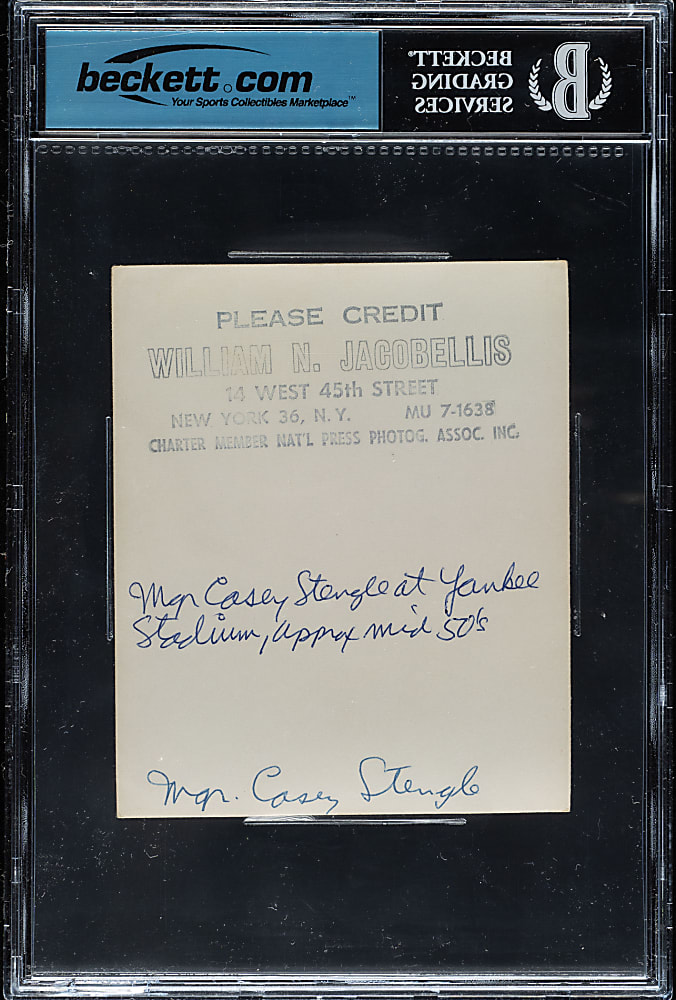 beckett.com
Your Sports Collectibles Marketplace™
BECKETT®
GRADING
SERVICES
B
PLEASE CREDIT
WILLIAM N. JACOBELLIS
14 WEST 45th STREET
NEW YORK 36, N.Y. MU 7-1638
CHARTER MEMBER NAT'L PRESS PHOTOG. ASSOC. INC.
Mgr Casey Stengle at Yankee
Stadium, approx mid 50's
Mgr. Casey Stengle